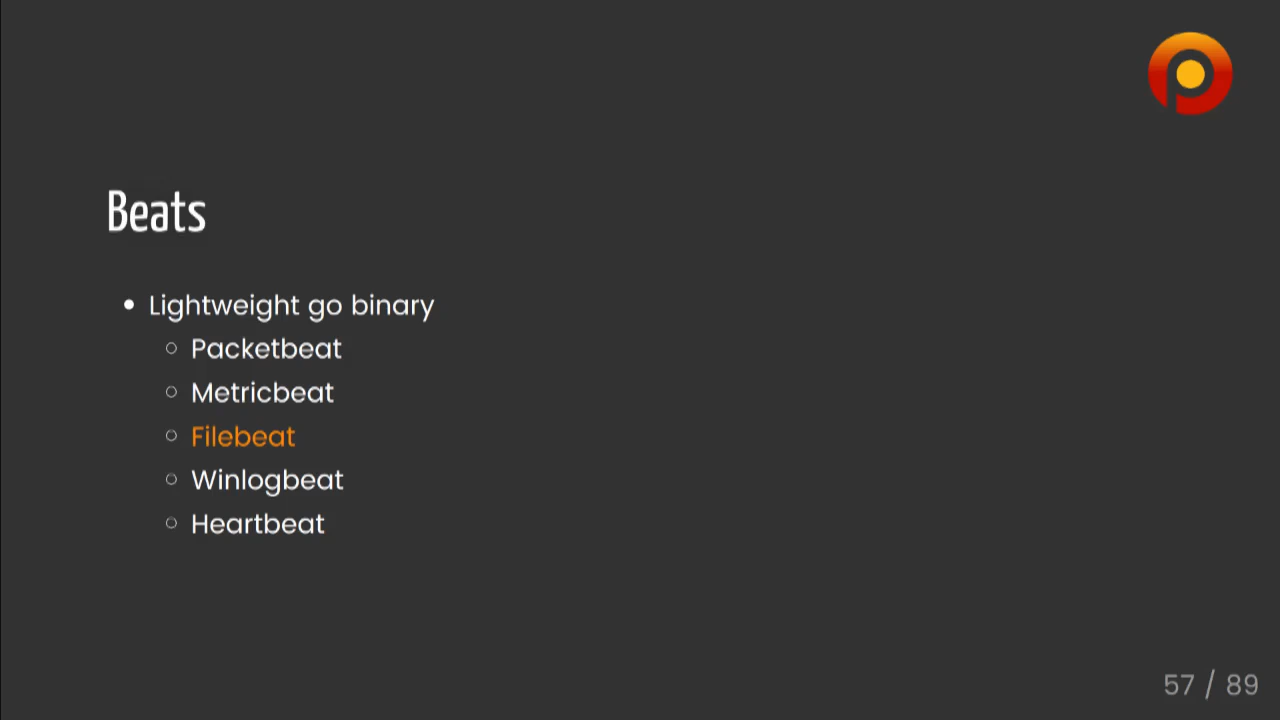 Beats
Lightweight go binary
Packetbeat
Metricbeat
Filebeat
Winlogbeat
Heartbeat
57 / 89